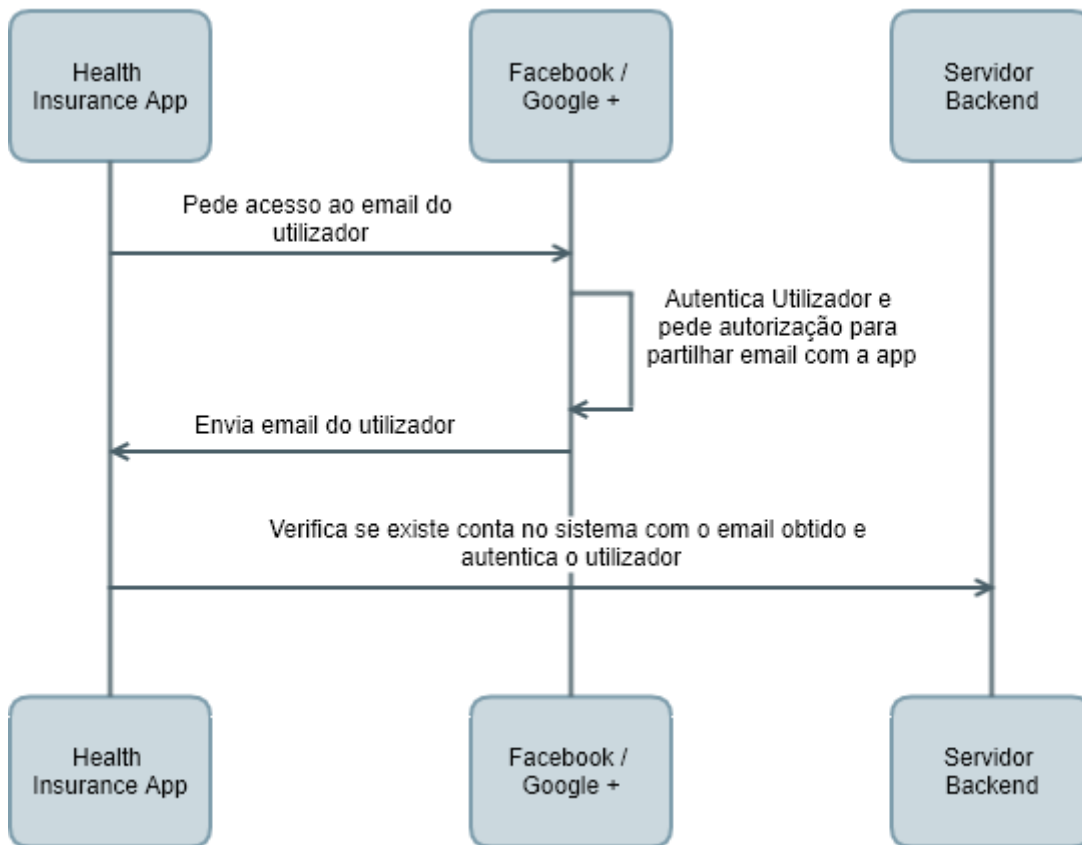 Health
Insurance App
Facebook /
Google +
Servidor
Backend
Pede acesso ao email do
utilizador
Autentica Utilizador e
pede autorização para
partilhar email com a app
Envia email do utilizador
Verifica se existe conta no sistema com o email obtido e
autentica o utilizador
Health
Insurance App
Facebook /
Google +
Servidor
Backend